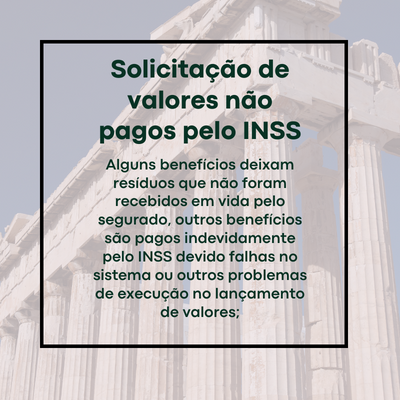 Solicitação de
valores não
pagos pelo INSS
Alguns benefícios deixam
resíduos que não foram
recebidos em vida pelo
segurado, outros benefícios
são pagos indevidamente
pelo INSS devido falhas no
sistema ou outros problemas
de execução no lançamento
de valores;